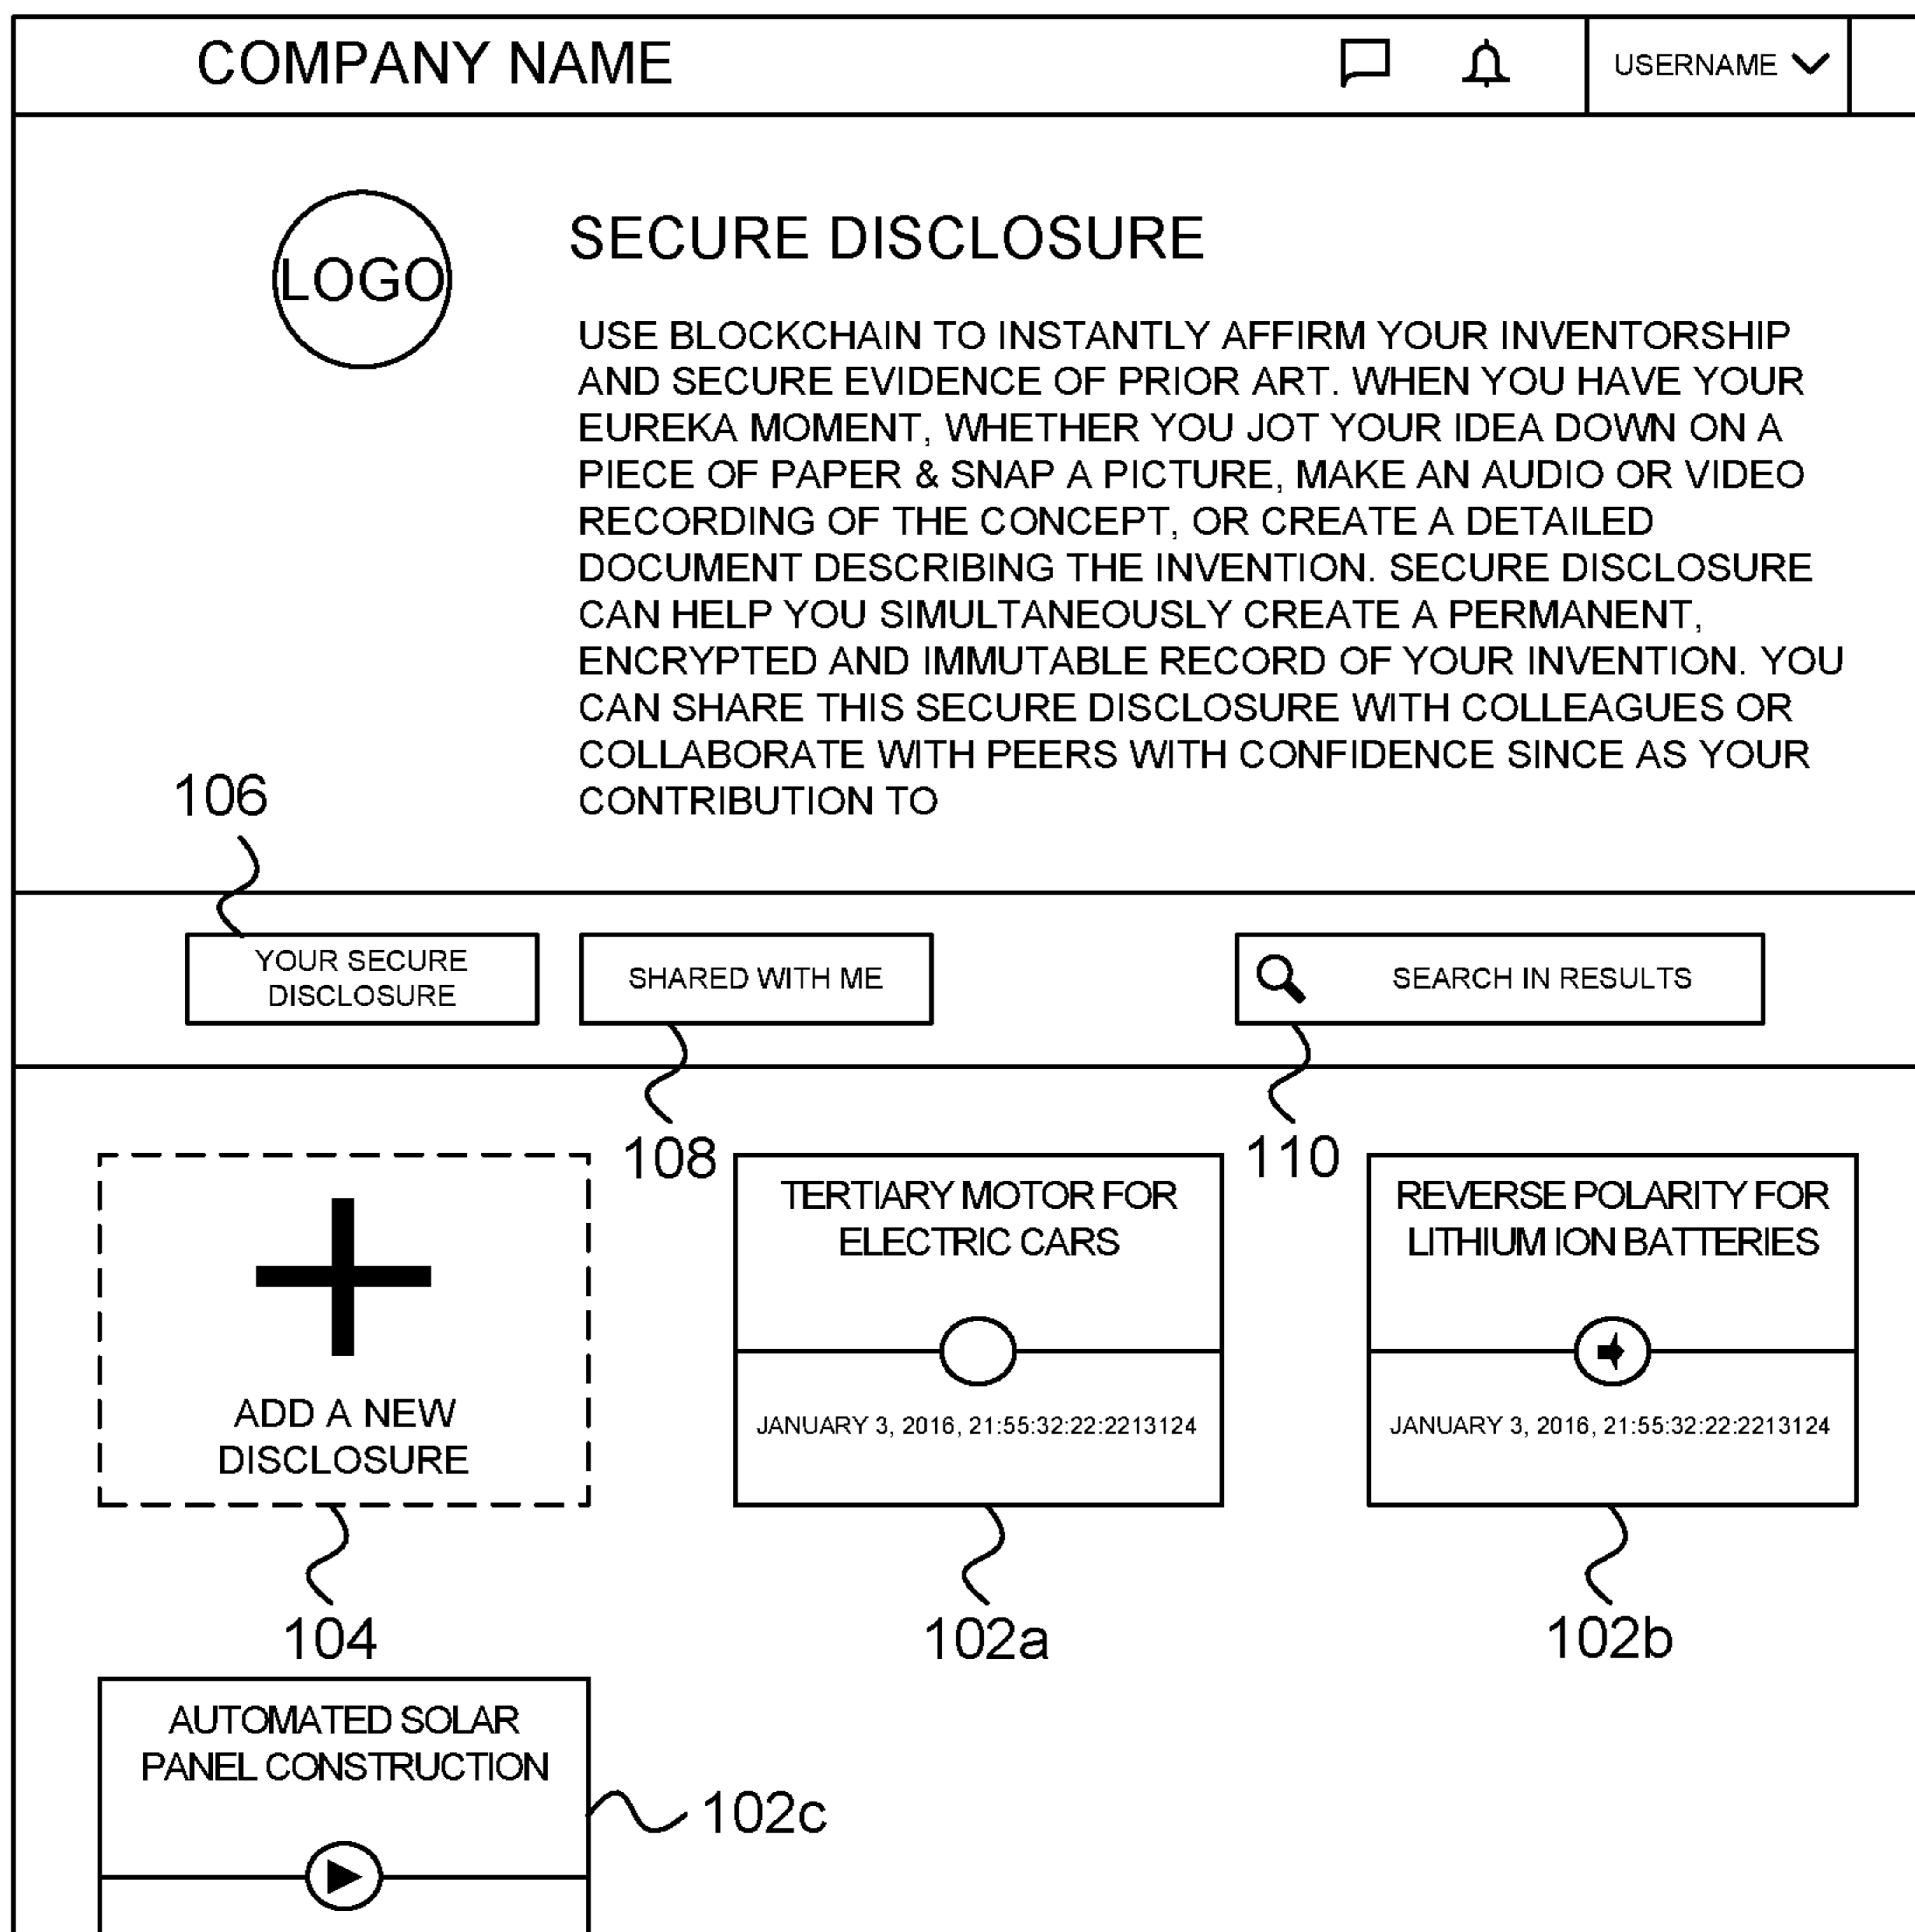 COMPANY NAME
USERNAME
LOGO
SECURE DISCLOSURE
USE BLOCKCHAIN TO INSTANTLY AFFIRM YOUR INVENTORSHIP
AND SECURE EVIDENCE OF PRIOR ART. WHEN YOU HAVE YOUR
EUREKA MOMENT, WHETHER YOU JOT YOUR IDEA DOWN ON A
PIECE OF PAPER & SNAP A PICTURE, MAKE AN AUDIO OR VIDEO
RECORDING OF THE CONCEPT, OR CREATE A DETAILED
DOCUMENT DESCRIBING THE INVENTION. SECURE DISCLOSURE
CAN HELP YOU SIMULTANEOUSLY CREATE A PERMANENT,
ENCRYPTED AND IMMUTABLE RECORD OF YOUR INVENTION. YOU
CAN SHARE THIS SECURE DISCLOSURE WITH COLLEAGUES OR
COLLABORATE WITH PEERS WITH CONFIDENCE SINCE AS YOUR
CONTRIBUTION TO
106
YOUR SECURE
DISCLOSURE
SHARED WITH ME
SEARCH IN RESULTS
108
110
ADD A NEW
DISCLOSURE
104
TERTIARY MOTOR FOR
ELECTRIC CARS
JANUARY 3, 2016, 21:55:32:22:2213124
102a
REVERSE POLARITY FOR
LITHIUM ION BATTERIES
JANUARY 3, 2016, 21:55:32:22:2213124
102b
AUTOMATED SOLAR
PANEL CONSTRUCTION
102c